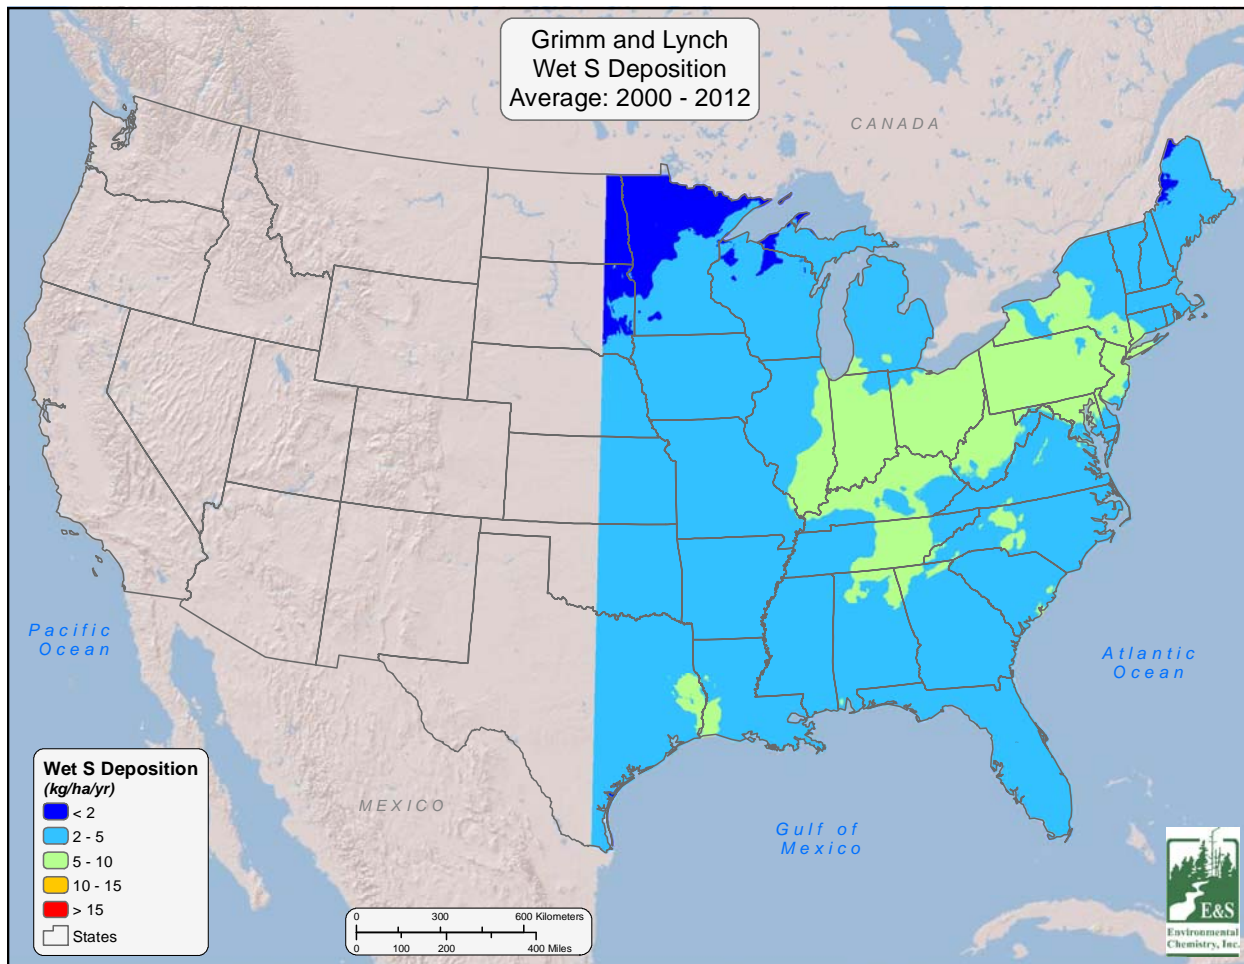 Grimm and Lynch
Wet S Deposition
Average: 2000 - 2012
CANADA
Pacific
Ocean
Atlantic
Ocean
Gulf of
Mexico
MEXICO
Wet S Deposition
(kg/ha/yr)
< 2
2 - 5
5 - 10
10 - 15
> 15
States
0 300 600 Kilometers
0 100 200 400 Miles
E&S
Environmental
Chemistry, Inc.